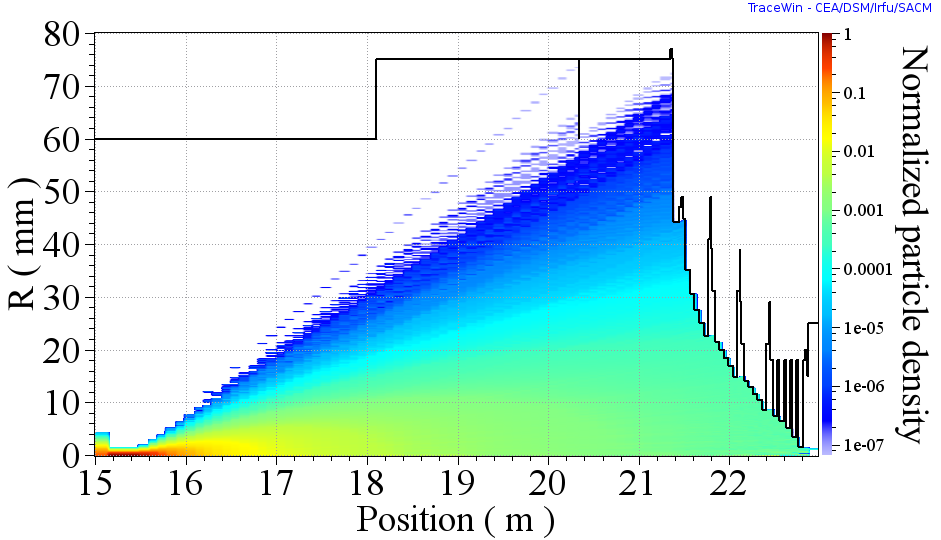 TraceWin - CEA/DSM/Irfu/SACM
80
70
60
50
40
30
20
10
0
R ( mm )
15 16 17 18 19 20 21 22
Position ( m )
1
0.1
0.01
0.001
0.0001
1e-05
1e-06
1e-07
Normalized particle density